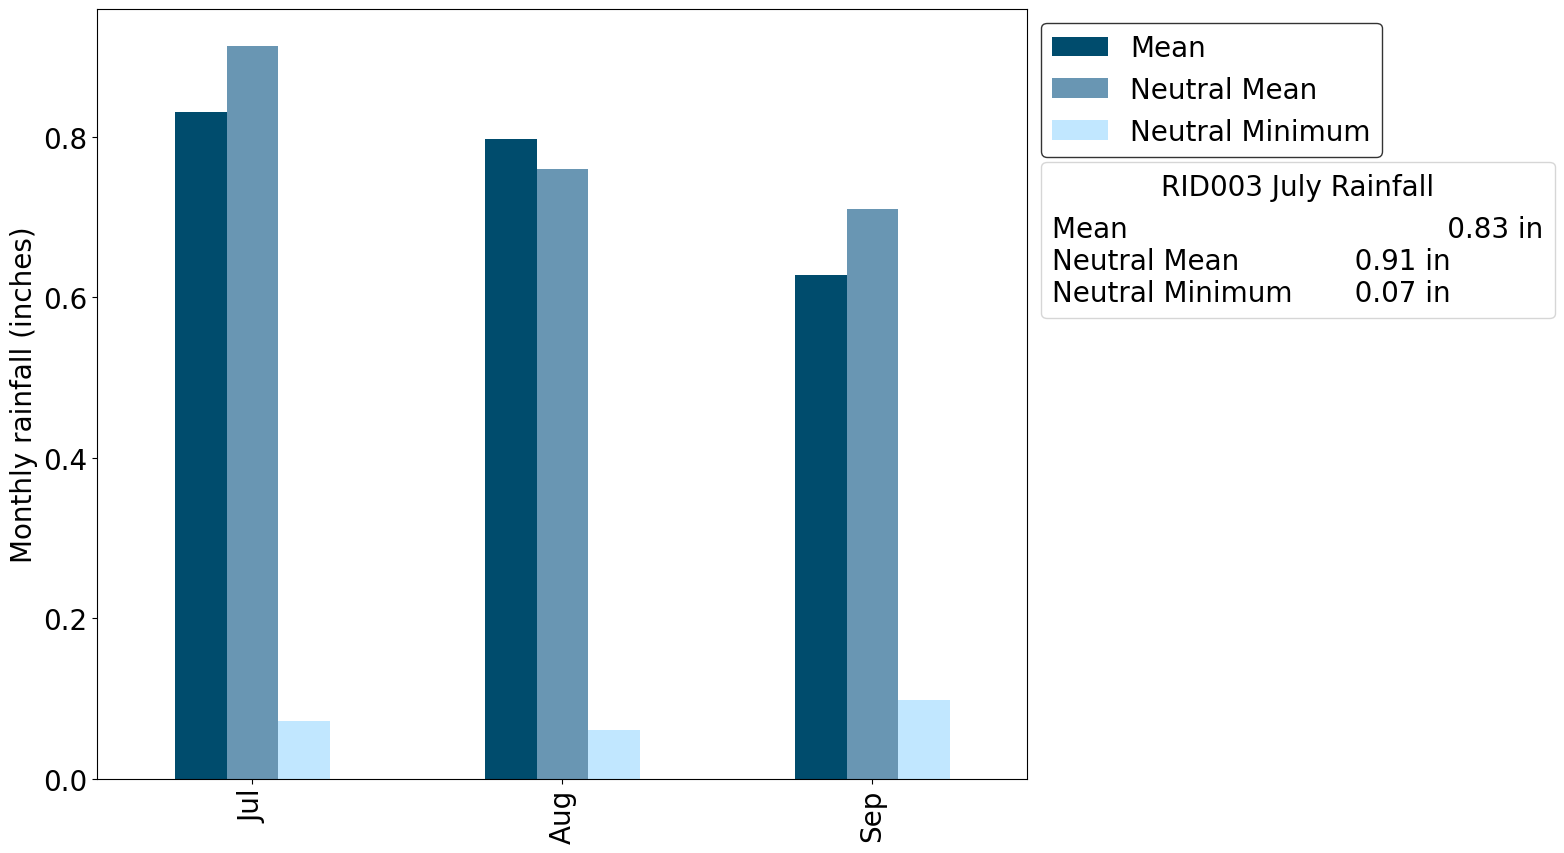 Mean
Neutral Mean
Neutral Minimum
RID003 July Rainfall
Mean 0.83 in
Neutral Mean 0.91 in
Neutral Minimum 0.07 in
Monthly rainfall (inches)
0.8
0.6
0.4
0.2
0.0
Jul
Aug
Sep